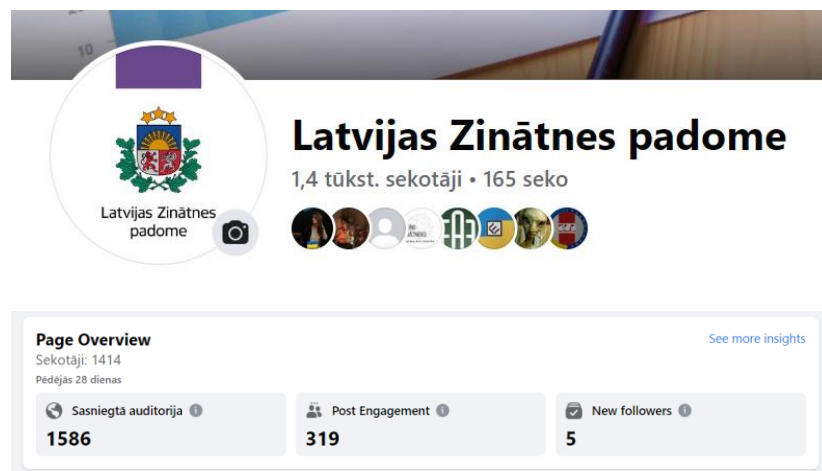 10
Latvijas Zinātnes padome
1,4 tūkst. sekotāji • 165 seko
Latvijas Zinātnes
padome
Page Overview
See more insights
Sekotāji: 1414
Pēdējās 28 dienas
Sasniegtā auditorija
Post Engagement
New followers
1586
319
5